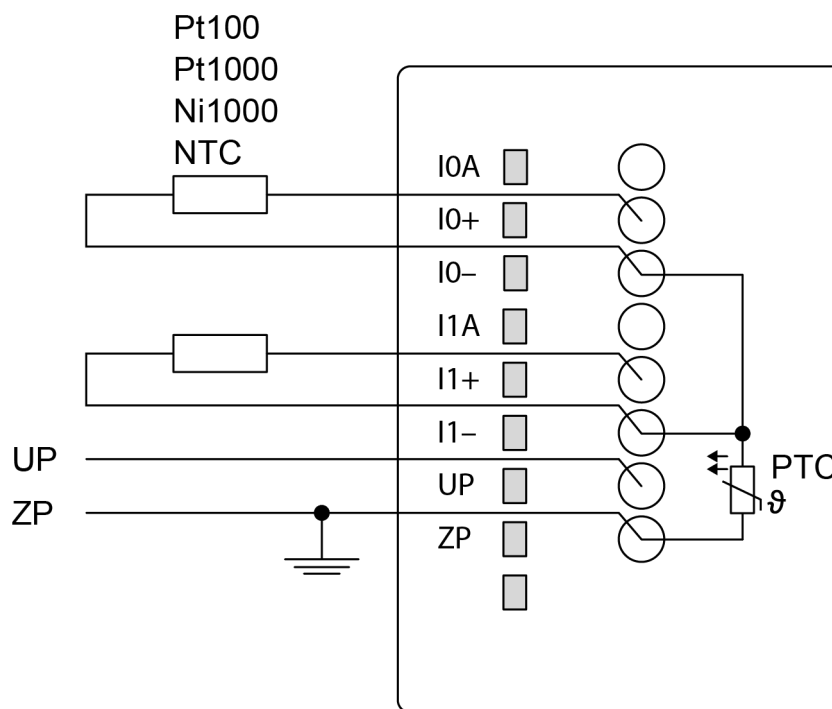 Pt100
Pt1000
Ni1000
NTC
I0A
I0+
I0–
I1A
I1+
I1–
UP
UP
PTC
ϑ
ZP
ZP